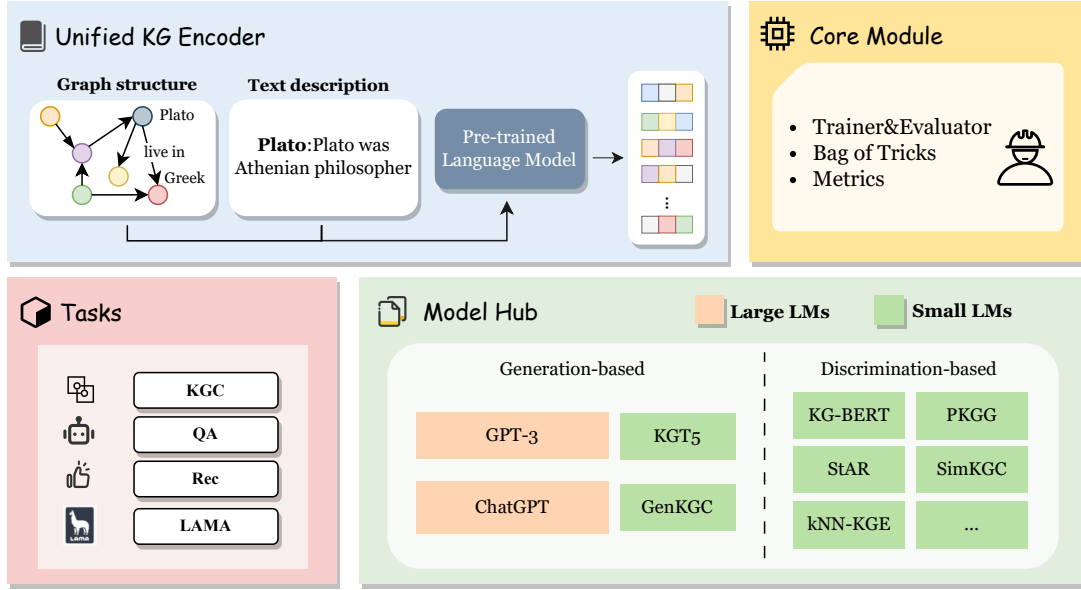 Unified KG Encoder
Graph structure
Text description
Plato
live in
Greek
Plato:Plato was
Athenian philosopher
Pre-trained
Language Model
...
Core Module
• Trainer&Evaluator
• Bag of Tricks
• Metrics
Tasks
KGC
QA
Rec
LAMA
LAMA
Model Hub
Large LMs
Small LMs
Generation-based
GPT-3
KGT5
ChatGPT
GenKGC
Discrimination-based
KG-BERT
PKGG
StAR
SimKGC
kNN-KGE
...